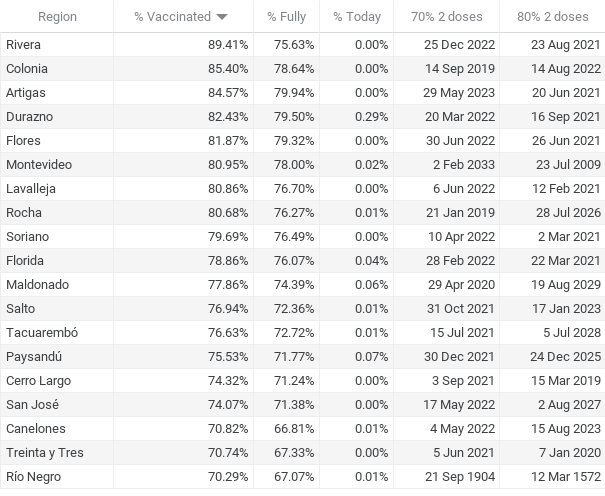 Region % Vaccinated % Fully % Today 70% 2 doses 80% 2 doses
Rivera 89.41% 75.63% 0.00% 25 Dec 2022 23 Aug 2021
Colonia 85.40% 78.64% 0.00% 14 Sep 2019 14 Aug 2022
Artigas 84.57% 79.94% 0.00% 29 May 2023 20 Jun 2021
Durazno 82.43% 79.50% 0.29% 20 Mar 2022 16 Sep 2021
Flores 81.87% 79.32% 0.00% 30 Jun 2022 26 Jun 2021
Montevideo 80.95% 78.00% 0.02% 2 Feb 2033 23 Jul 2009
Lavalleja 80.86% 76.70% 0.00% 6 Jun 2022 12 Feb 2021
Rocha 80.68% 76.27% 0.01% 21 Jan 2019 28 Jul 2026
Soriano 79.69% 76.49% 0.00% 10 Apr 2022 2 Mar 2021
Florida 78.86% 76.07% 0.04% 28 Feb 2022 22 Mar 2021
Maldonado 77.86% 74.39% 0.06% 29 Apr 2020 19 Aug 2029
Salto 76.94% 72.36% 0.01% 31 Oct 2021 17 Jan 2023
Tacuarembó 76.63% 72.72% 0.01% 15 Jul 2021 5 Jul 2028
Paysandú 75.53% 71.77% 0.07% 30 Dec 2021 24 Dec 2025
Cerro Largo 74.32% 71.24% 0.00% 3 Sep 2021 15 Mar 2019
San José 74.07% 71.38% 0.00% 17 May 2022 2 Aug 2027
Canelones 70.82% 66.81% 0.01% 4 May 2022 15 Aug 2023
Treinta y Tres 70.74% 67.33% 0.00% 5 Jun 2021 7 Jan 2020
Río Negro 70.29% 67.07% 0.01% 21 Sep 1904 12 Mar 1572